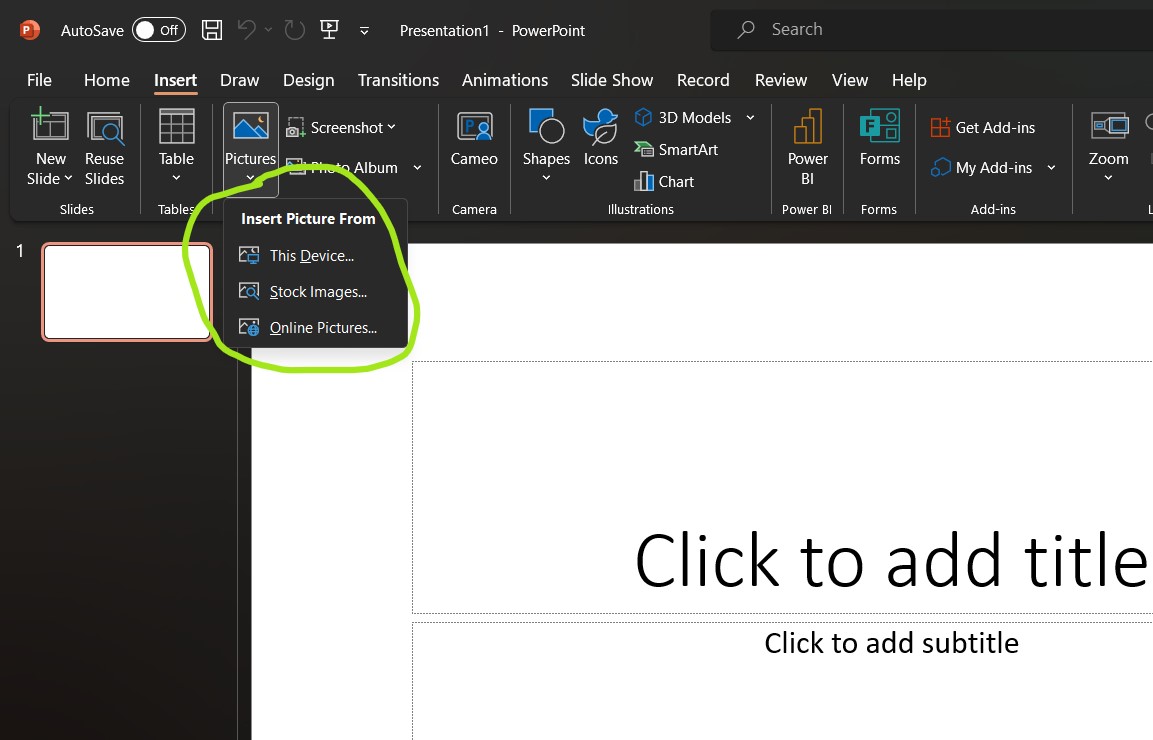 AutoSave Off Presentation1 - PowerPoint Search
File Home Insert Draw Design Transitions Animations Slide Show Record Review View Help
New Slide
Reuse Slides
Table
Pictures
Screenshot
Photo Album
Cameo
Shapes
Icons
3D Models
SmartArt
Chart
Power BI
Forms
Get Add-ins
My Add-ins
Zoom
Slides Tables Camera Illustrations Power BI Forms Add-ins
Insert Picture From
This Device...
Stock Images...
Online Pictures...
1
Click to add title
Click to add subtitle